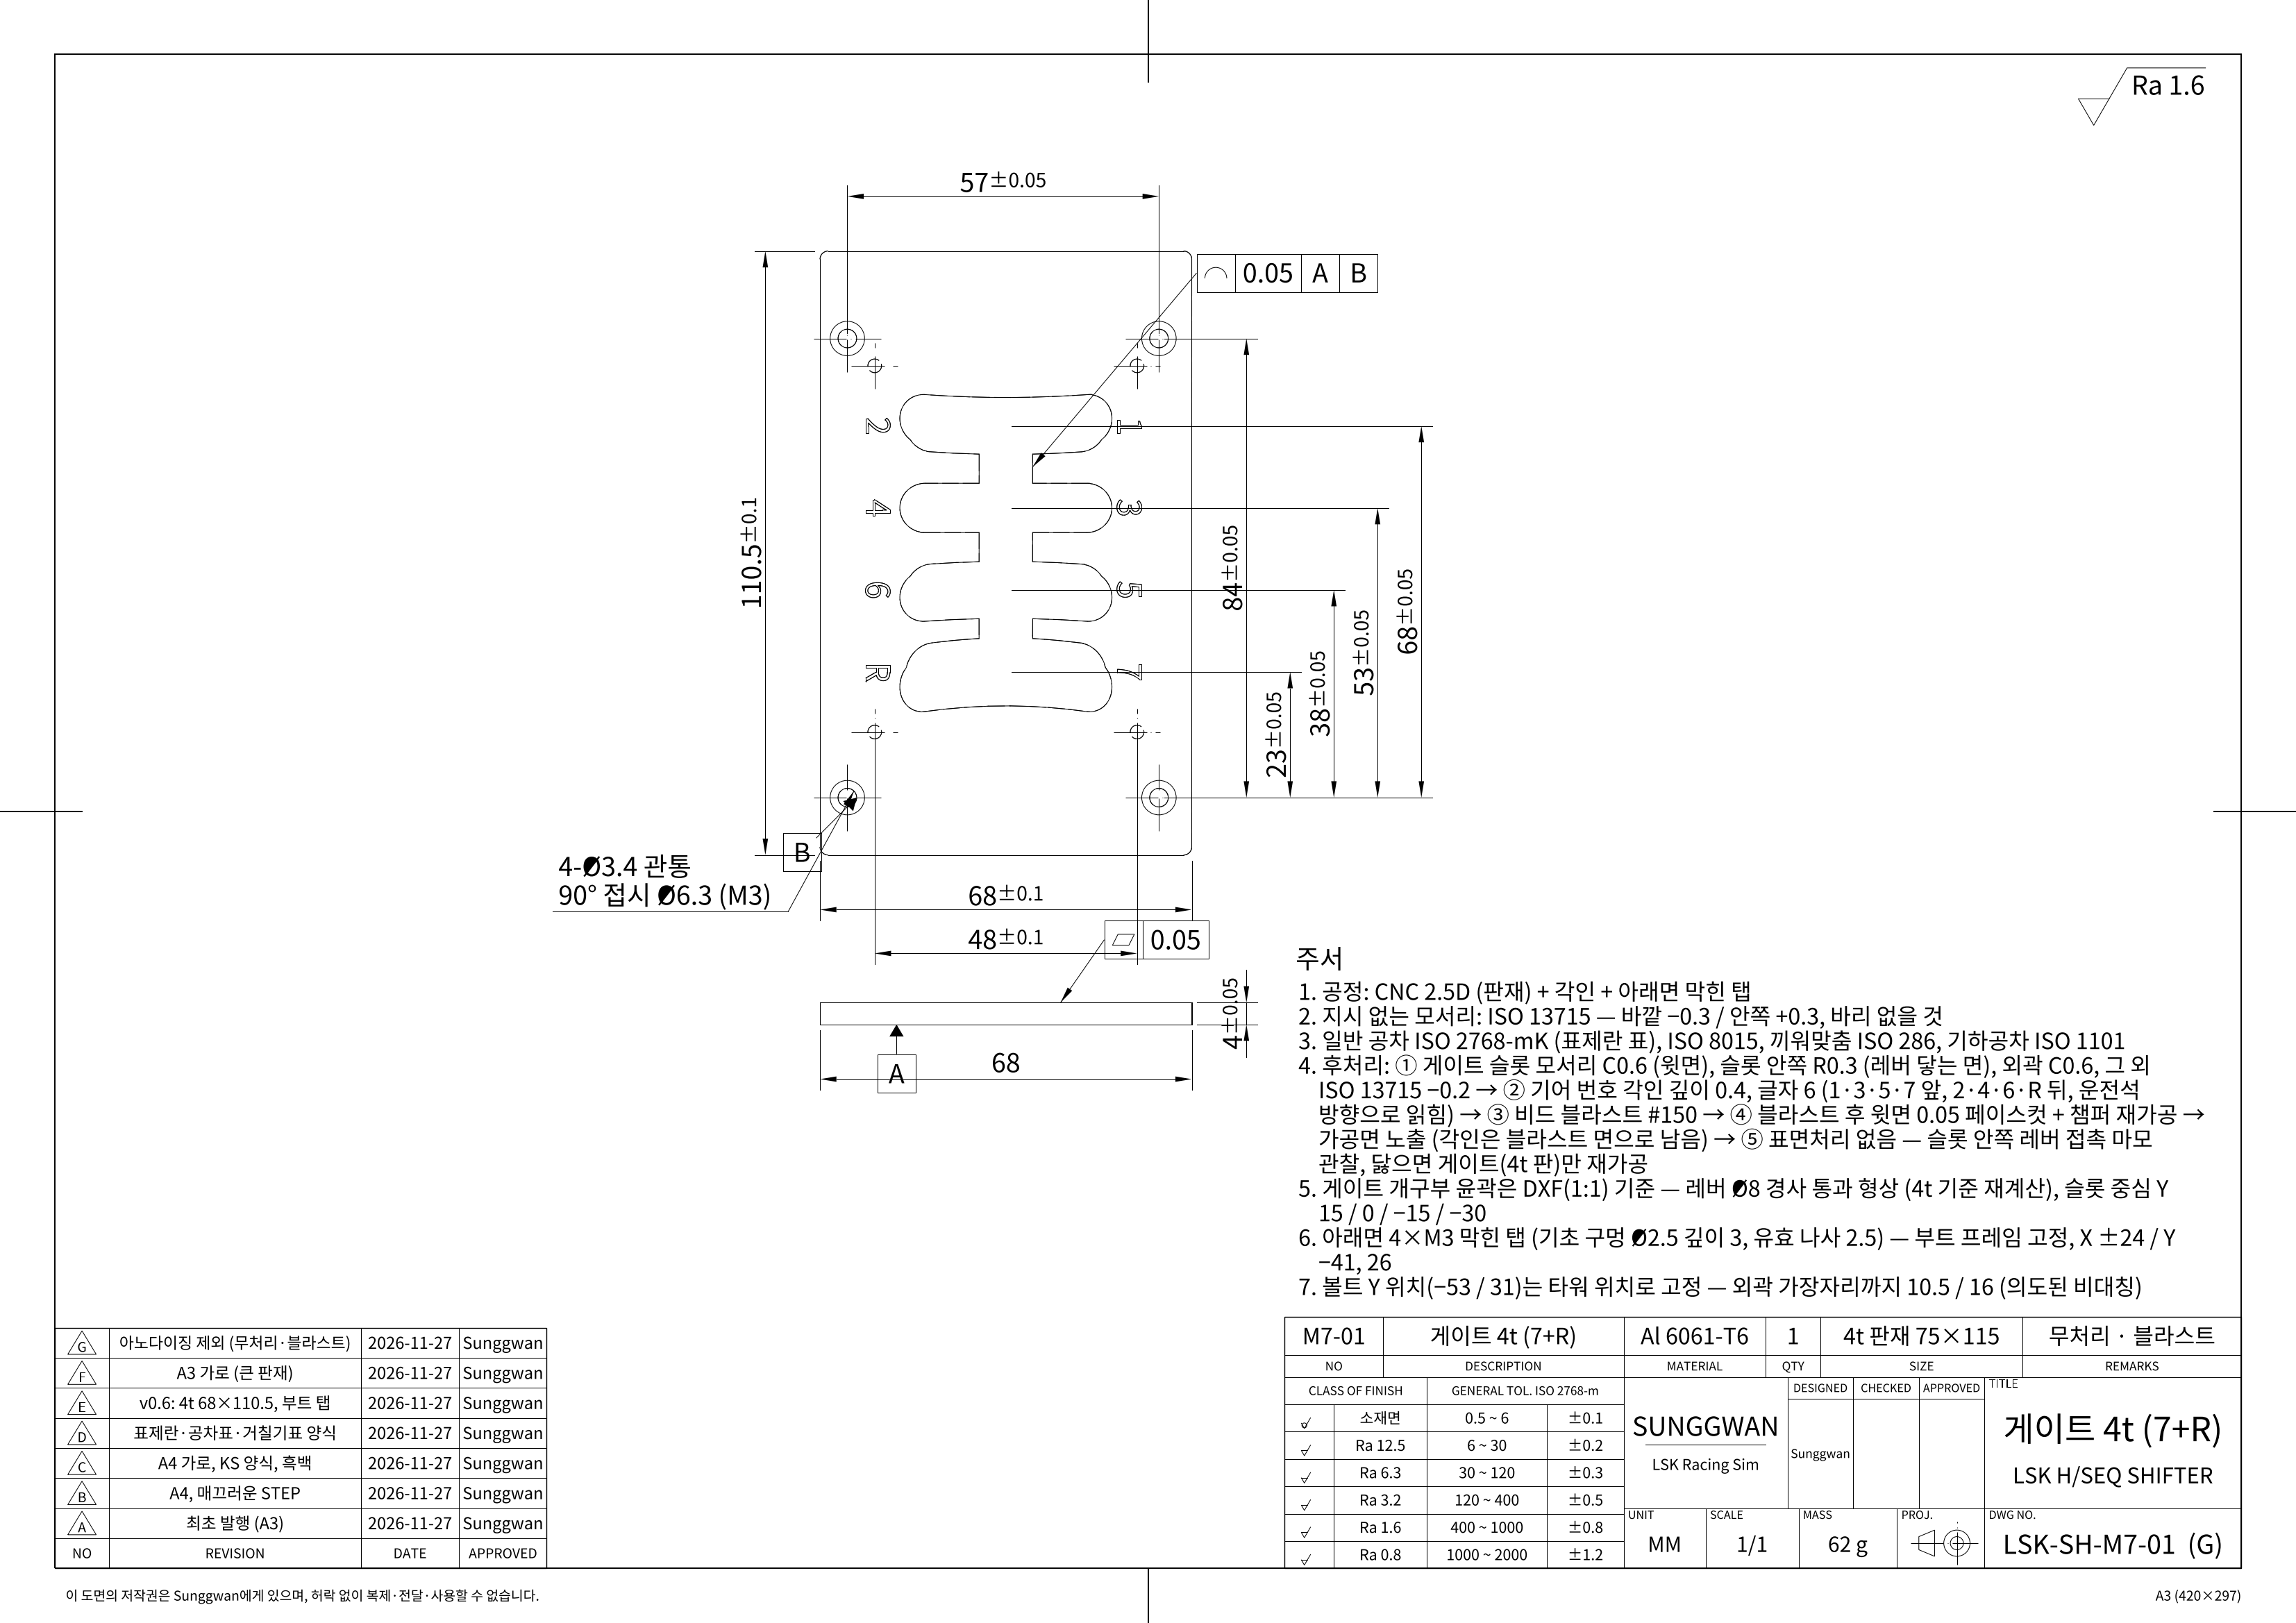 Ra 1.6
57±0.05
0.05 A B
2 1
4 3
6 5
R 7
110.5±0.1
84±0.05
68±0.05
53±0.05
38±0.05
23±0.05
B
4-Ø3.4 관통
90° 접시 Ø6.3 (M3)
68±0.1
48±0.1
0.05
4±0.05
A
68
주서
1. 공정: CNC 2.5D (판재) + 각인 + 아래면 막힌 탭
2. 지시 없는 모서리: ISO 13715 — 바깥 −0.3 / 안쪽 +0.3, 바리 없을 것
3. 일반 공차 ISO 2768-mK (표제란 표), ISO 8015, 끼워맞춤 ISO 286, 기하공차 ISO 1101
4. 후처리: ① 게이트 슬롯 모서리 C0.6 (윗면), 슬롯 안쪽 R0.3 (레버 닿는 면), 외곽 C0.6, 그 외
ISO 13715 −0.2 → ② 기어 번호 각인 깊이 0.4, 글자 6 (1·3·5·7 앞, 2·4·6·R 뒤, 운전석
방향으로 읽힘) → ③ 비드 블라스트 #150 → ④ 블라스트 후 윗면 0.05 페이스컷 + 챔퍼 재가공 →
가공면 노출 (각인은 블라스트 면으로 남음) → ⑤ 표면처리 없음 — 슬롯 안쪽 레버 접촉 마모
관찰, 닳으면 게이트(4t 판)만 재가공
5. 게이트 개구부 윤곽은 DXF(1:1) 기준 — 레버 Ø8 경사 통과 형상 (4t 기준 재계산), 슬롯 중심 Y
15 / 0 / −15 / −30
6. 아래면 4×M3 막힌 탭 (기초 구멍 Ø2.5 깊이 3, 유효 나사 2.5) — 부트 프레임 고정, X ±24 / Y
−41, 26
7. 볼트 Y 위치(−53 / 31)는 타워 위치로 고정 — 외곽 가장자리까지 10.5 / 16 (의도된 비대칭)
G 아노다이징 제외 (무처리·블라스트) 2026-11-27 Sunggwan
F A3 가로 (큰 판재) 2026-11-27 Sunggwan
E v0.6: 4t 68×110.5, 부트 탭 2026-11-27 Sunggwan
D 표제란·공차표·거칠기표 양식 2026-11-27 Sunggwan
C A4 가로, KS 양식, 흑백 2026-11-27 Sunggwan
B A4, 매끄러운 STEP 2026-11-27 Sunggwan
A 최초 발행 (A3) 2026-11-27 Sunggwan
NO REVISION DATE APPROVED
M7-01 게이트 4t (7+R) Al 6061-T6 1 4t 판재 75×115 무처리 · 블라스트
NO DESCRIPTION MATERIAL QTY SIZE REMARKS
CLASS OF FINISH GENERAL TOL. ISO 2768-m
소재면 0.5 ~ 6 ±0.1
Ra 12.5 6 ~ 30 ±0.2
Ra 6.3 30 ~ 120 ±0.3
Ra 3.2 120 ~ 400 ±0.5
Ra 1.6 400 ~ 1000 ±0.8
Ra 0.8 1000 ~ 2000 ±1.2
SUNGGWAN
LSK Racing Sim
DESIGNED CHECKED APPROVED
Sunggwan
TITLE
게이트 4t (7+R)
LSK H/SEQ SHIFTER
UNIT SCALE MASS PROJ. DWG NO.
MM 1/1 62 g LSK-SH-M7-01 (G)
이 도면의 저작권은 Sunggwan에게 있으며, 허락 없이 복제·전달·사용할 수 없습니다.
A3 (420×297)